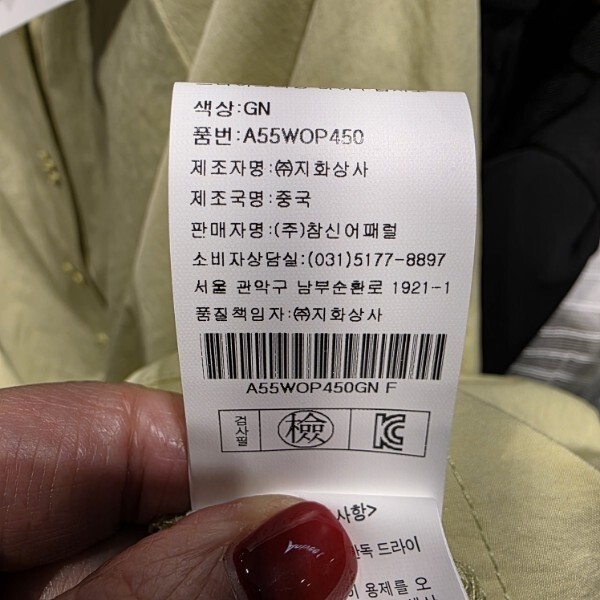 색상:GN
품번:A55WOP450
제조자명:㈜지화상사
제조국명:중국
판매자명:(주)참신어패럴
소비자상담실:(031)5177-8897
서울 관악구 남부순환로 1921-1
품질책임자:㈜지화상사
A55WOP450GN F
검사필
檢
KC
사항>
단독 드라이
용제를 오